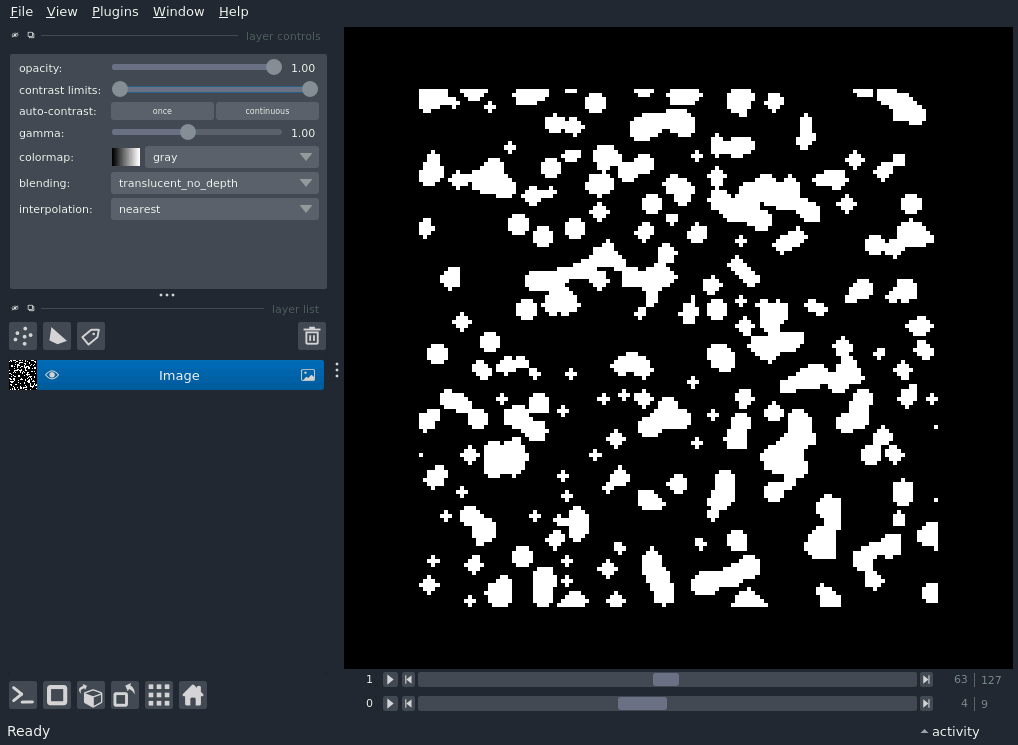 File View Plugins Window Help
layer controls
opacity: 1.00
contrast limits:
auto-contrast: once continuous
gamma: 1.00
colormap: gray
blending: translucent_no_depth
interpolation: nearest
layer list
Image
1 63 127
0 4 9
Ready activity